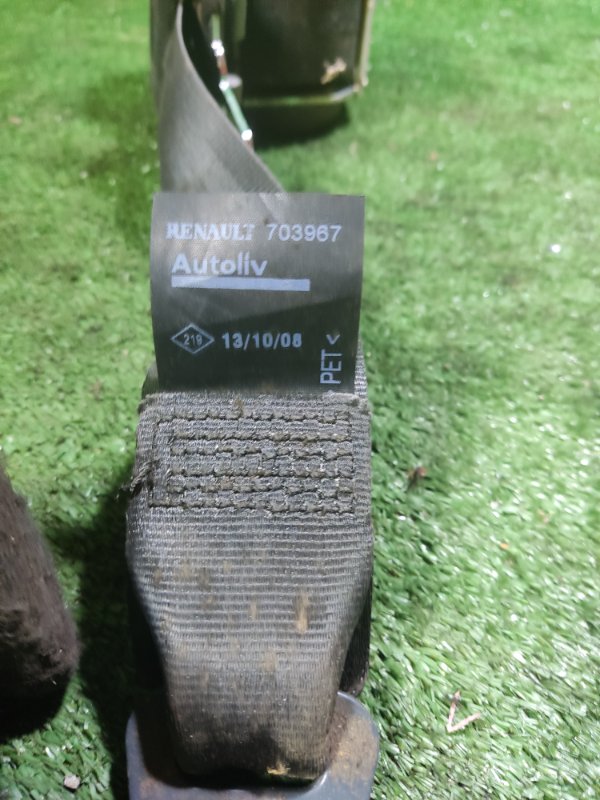 RENAULT 703967
Autoliv
219 13/10/08
PET <